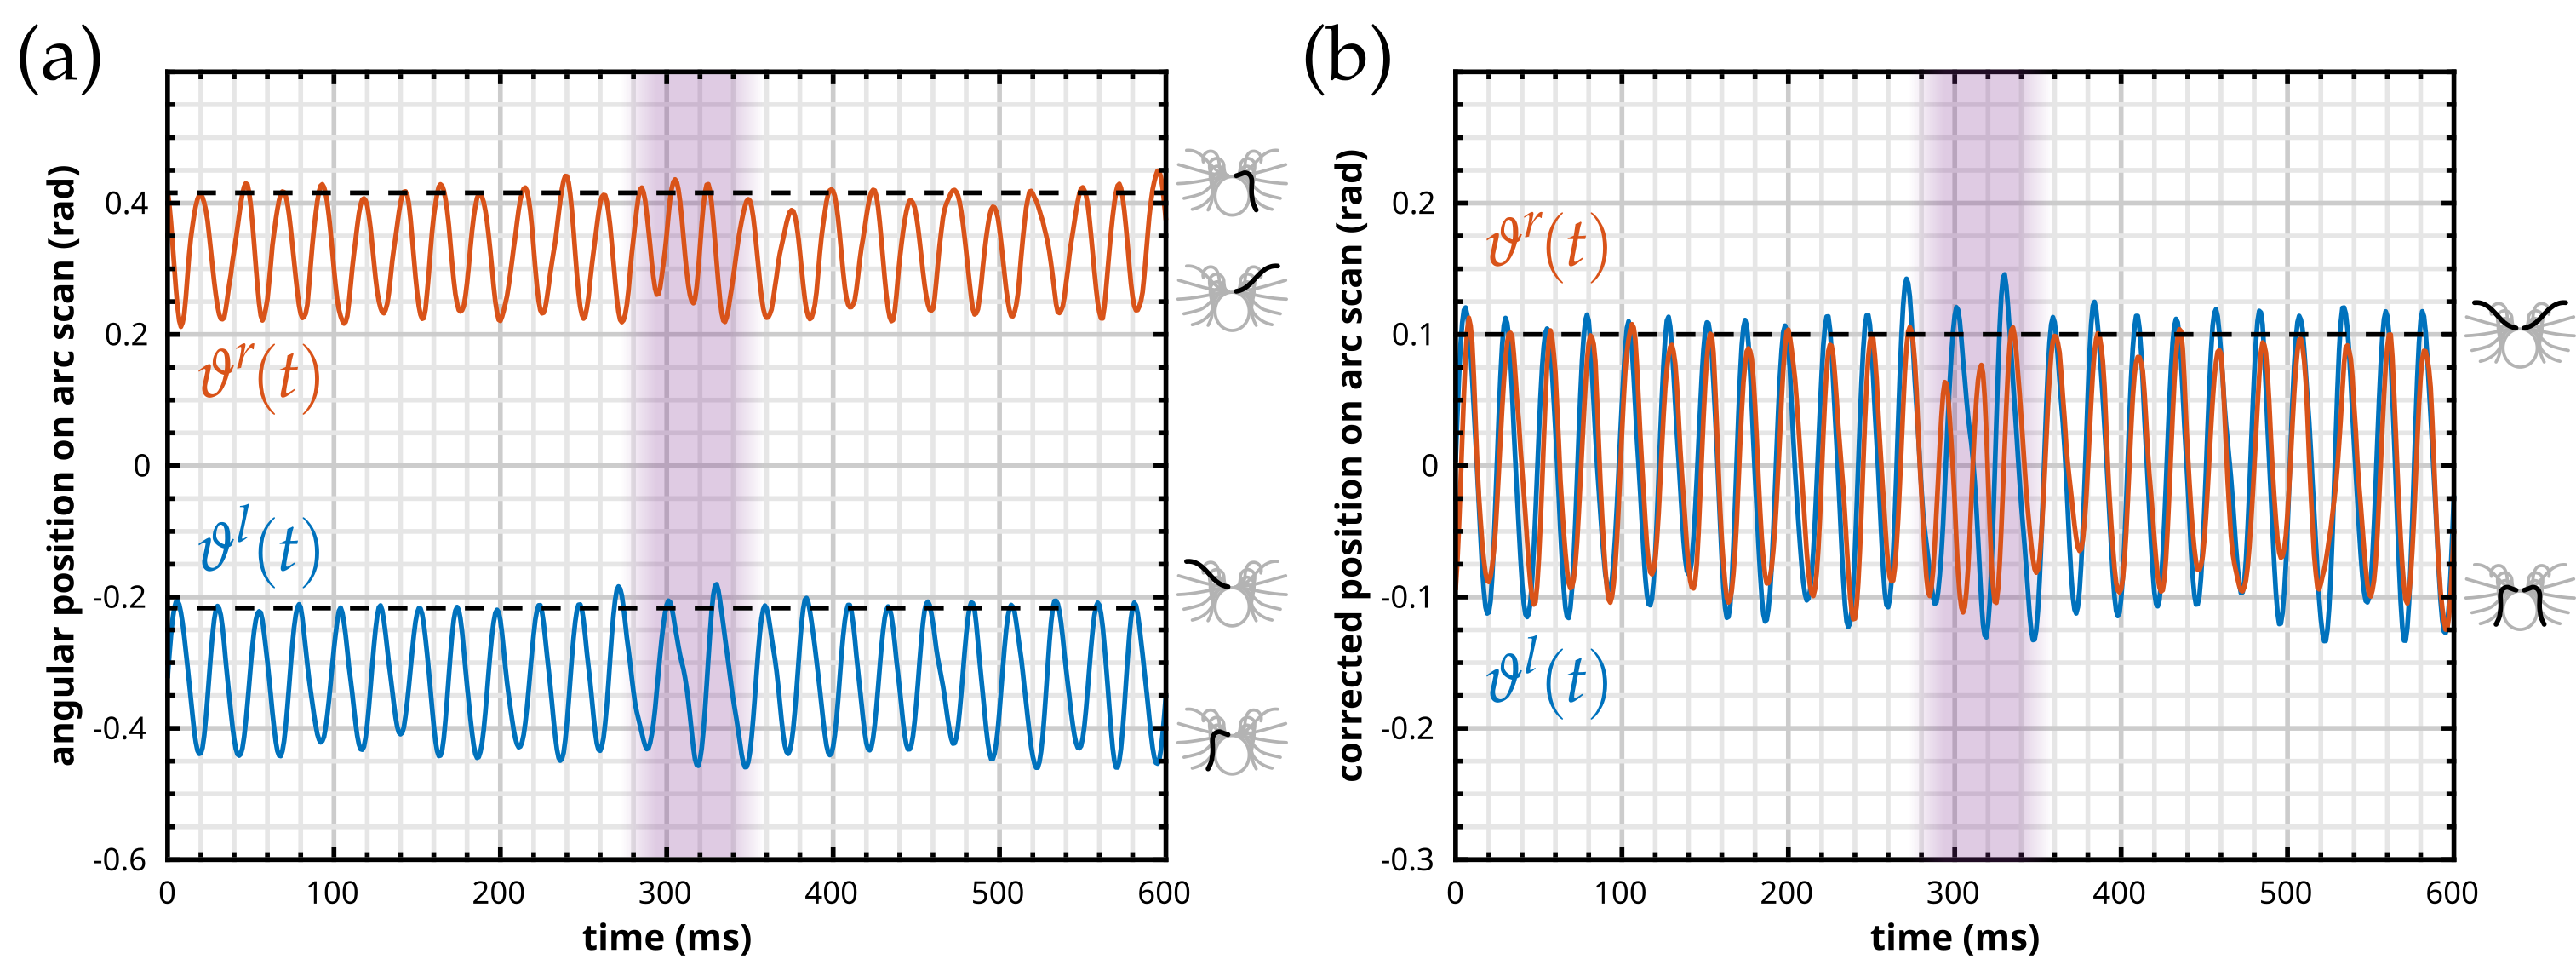 (a)
angular position on arc scan (rad)
0.4
0.2
0
-0.2
-0.4
-0.6
ϑʳ(t)
ϑˡ(t)
0 100 200 300 400 500 600
time (ms)
(b)
corrected position on arc scan (rad)
0.2
0.1
0
-0.1
-0.2
-0.3
ϑʳ(t)
ϑˡ(t)
0 100 200 300 400 500 600
time (ms)